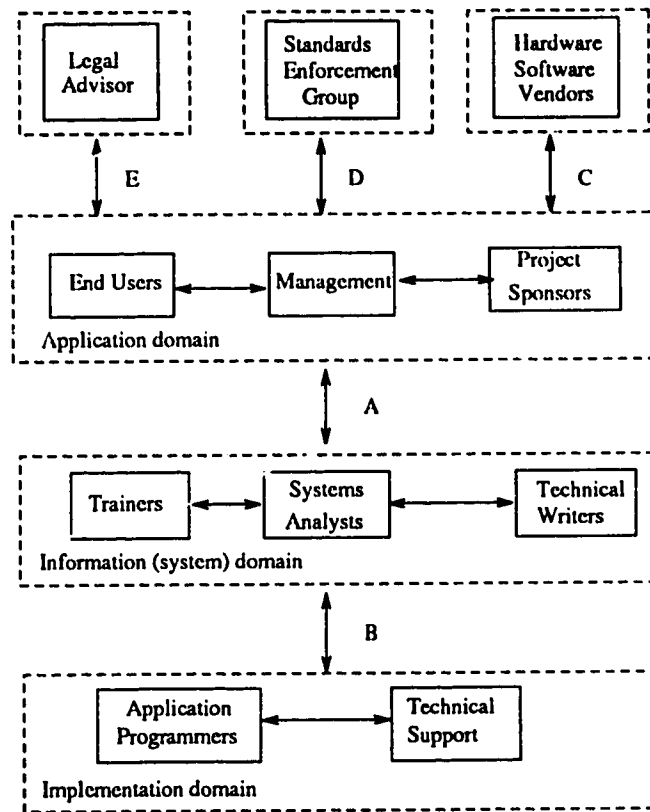 Legal
Advisor
Standards
Enforcement
Group
Hardware
Software
Vendors
E
D
C
End Users
Management
Project
Sponsors
Application domain
A
Trainers
Systems
Analysts
Technical
Writers
Information (system) domain
B
Application
Programmers
Technical
Support
Implementation domain